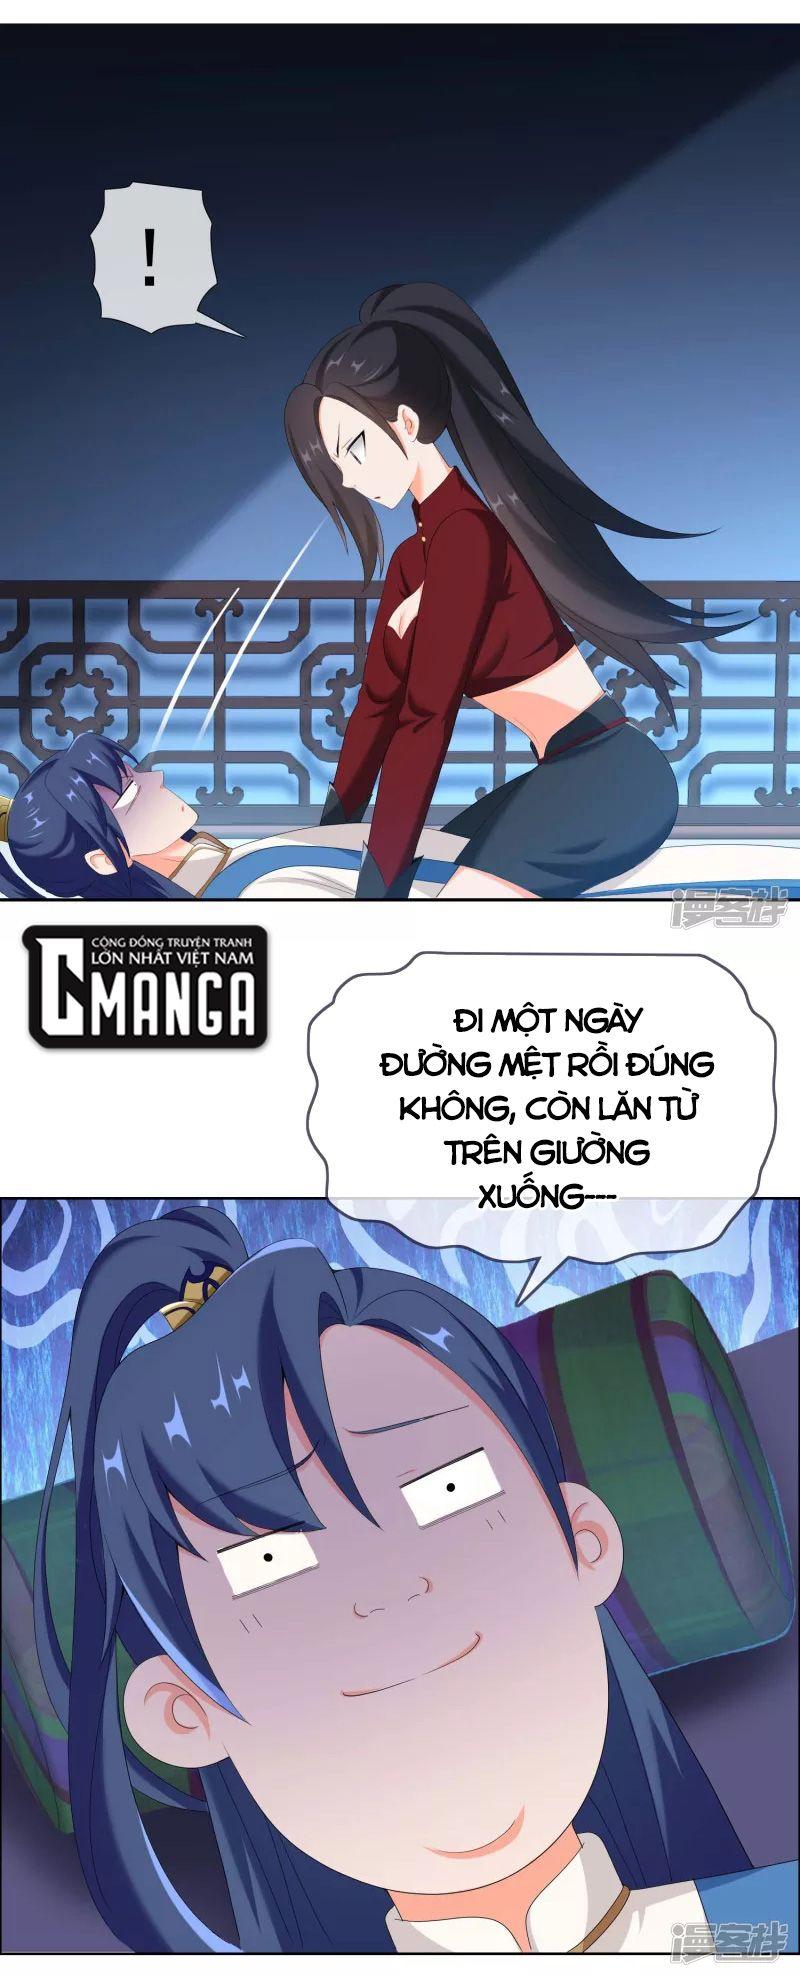 !
漫客栈
CỘNG ĐỒNG TRUYỆN TRANH
LỚN NHẤT VIỆT NAM
CMANGA
ĐI MỘT NGÀY
ĐƯỜNG MỆT RỒI ĐÚNG
KHÔNG, CÒN LĂN TỪ
TRÊN GIƯỜNG
XUỐNG---
漫客栈